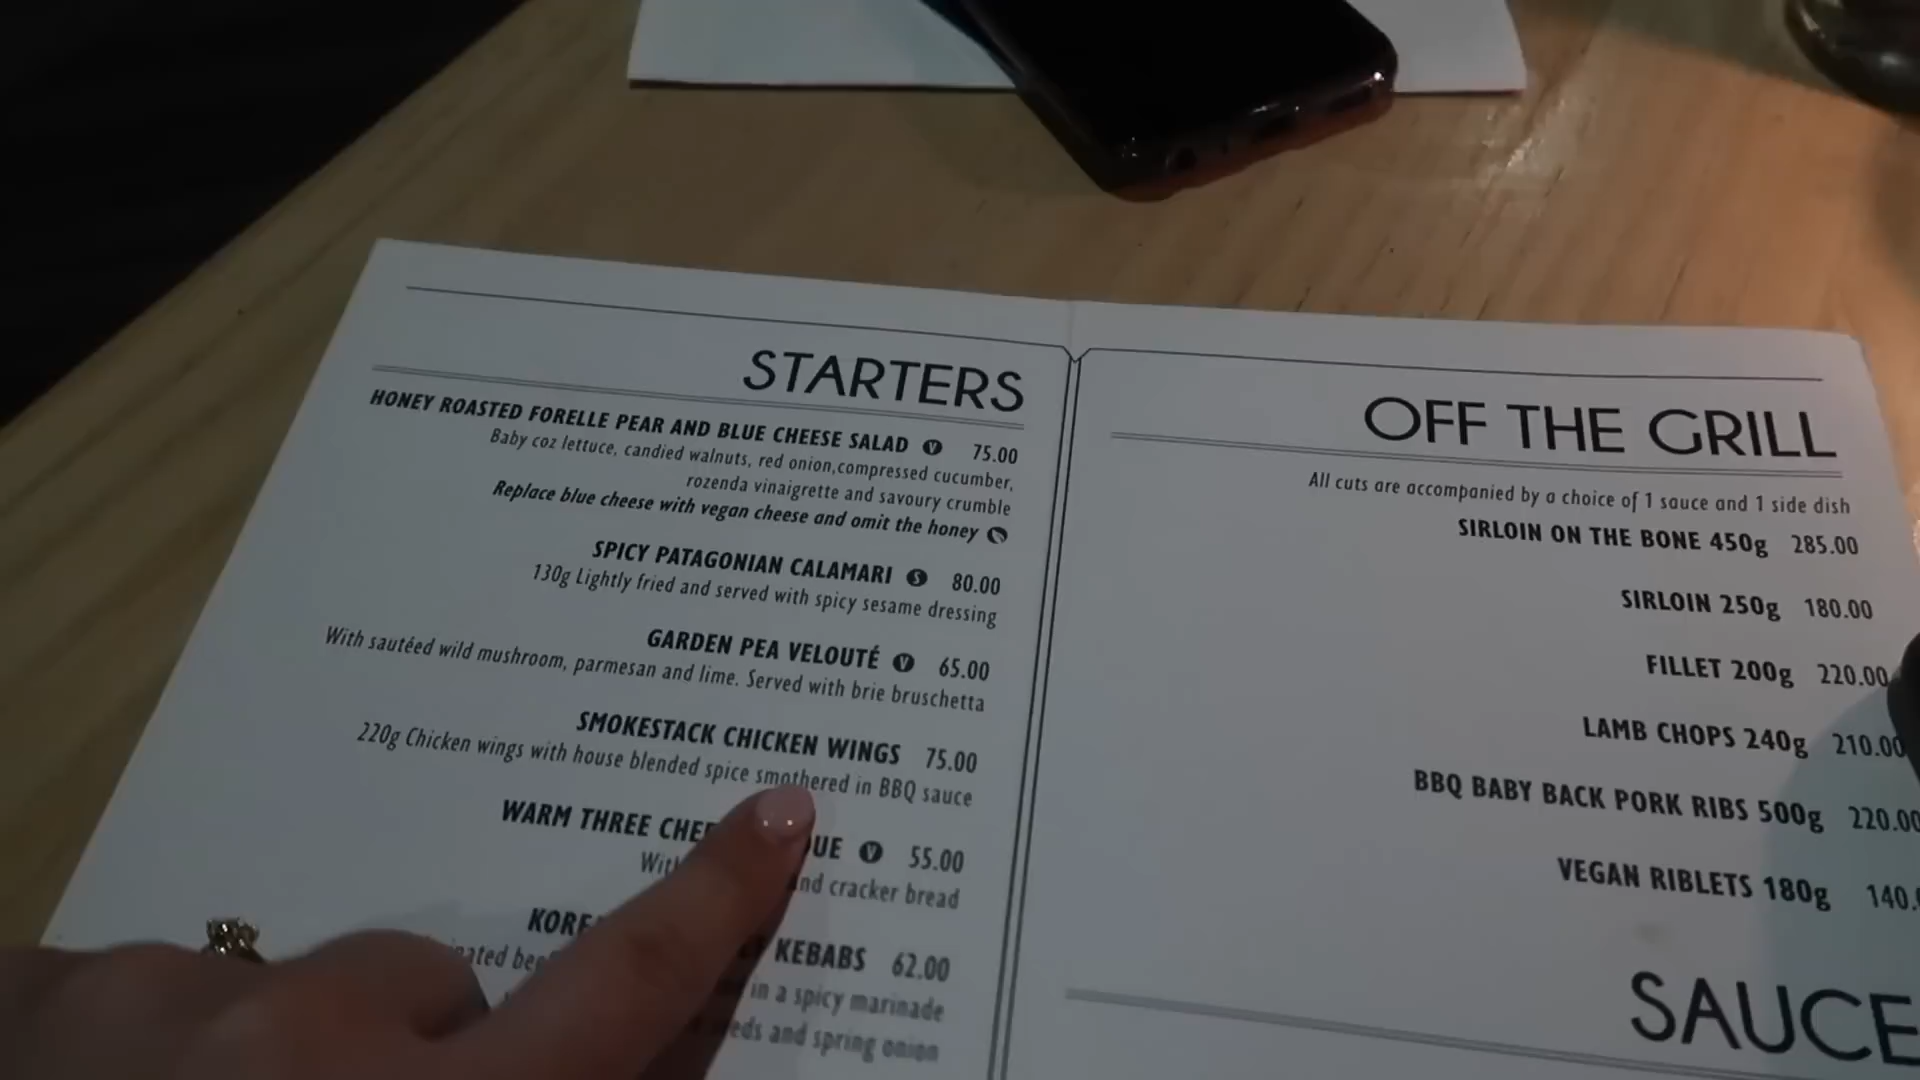 STARTERS
HONEY ROASTED FORELLE PEAR AND BLUE CHEESE SALAD V 75.00
Baby coz lettuce, candied walnuts, red onion,compressed cucumber,
rozenda vinaigrette and savoury crumble
Replace blue cheese with vegan cheese and omit the honey
SPICY PATAGONIAN CALAMARI S 80.00
130g Lightly fried and served with spicy sesame dressing
GARDEN PEA VELOUTÉ V 65.00
With sautéed wild mushroom, parmesan and lime. Served with brie bruschetta
SMOKESTACK CHICKEN WINGS 75.00
220g Chicken wings with house blended spice smothered in BBQ sauce
WARM THREE V 55.00
and cracker bread
KEBABS 62.00
in a spicy marinade
and spring onion
OFF THE GRILL
All cuts are accompanied by a choice of 1 sauce and 1 side dish
SIRLOIN ON THE BONE 450g 285.00
SIRLOIN 250g 180.00
FILLET 200g 220.00
LAMB CHOPS 240g 210.00
BBQ BABY BACK PORK RIBS 500g 220.00
VEGAN RIBLETS 180g 140.
SAUCE